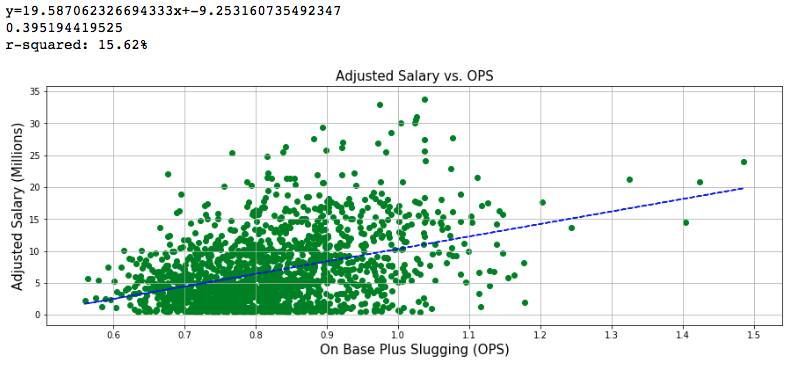 y=19.587062326694333x+-9.253160735492347
0.395194419525
r-squared: 15.62%
Adjusted Salary vs. OPS
Adjusted Salary (Millions)
35
30
25
20
15
10
5
0
0.6 0.7 0.8 0.9 1.0 1.1 1.2 1.3 1.4 1.5
On Base Plus Slugging (OPS)